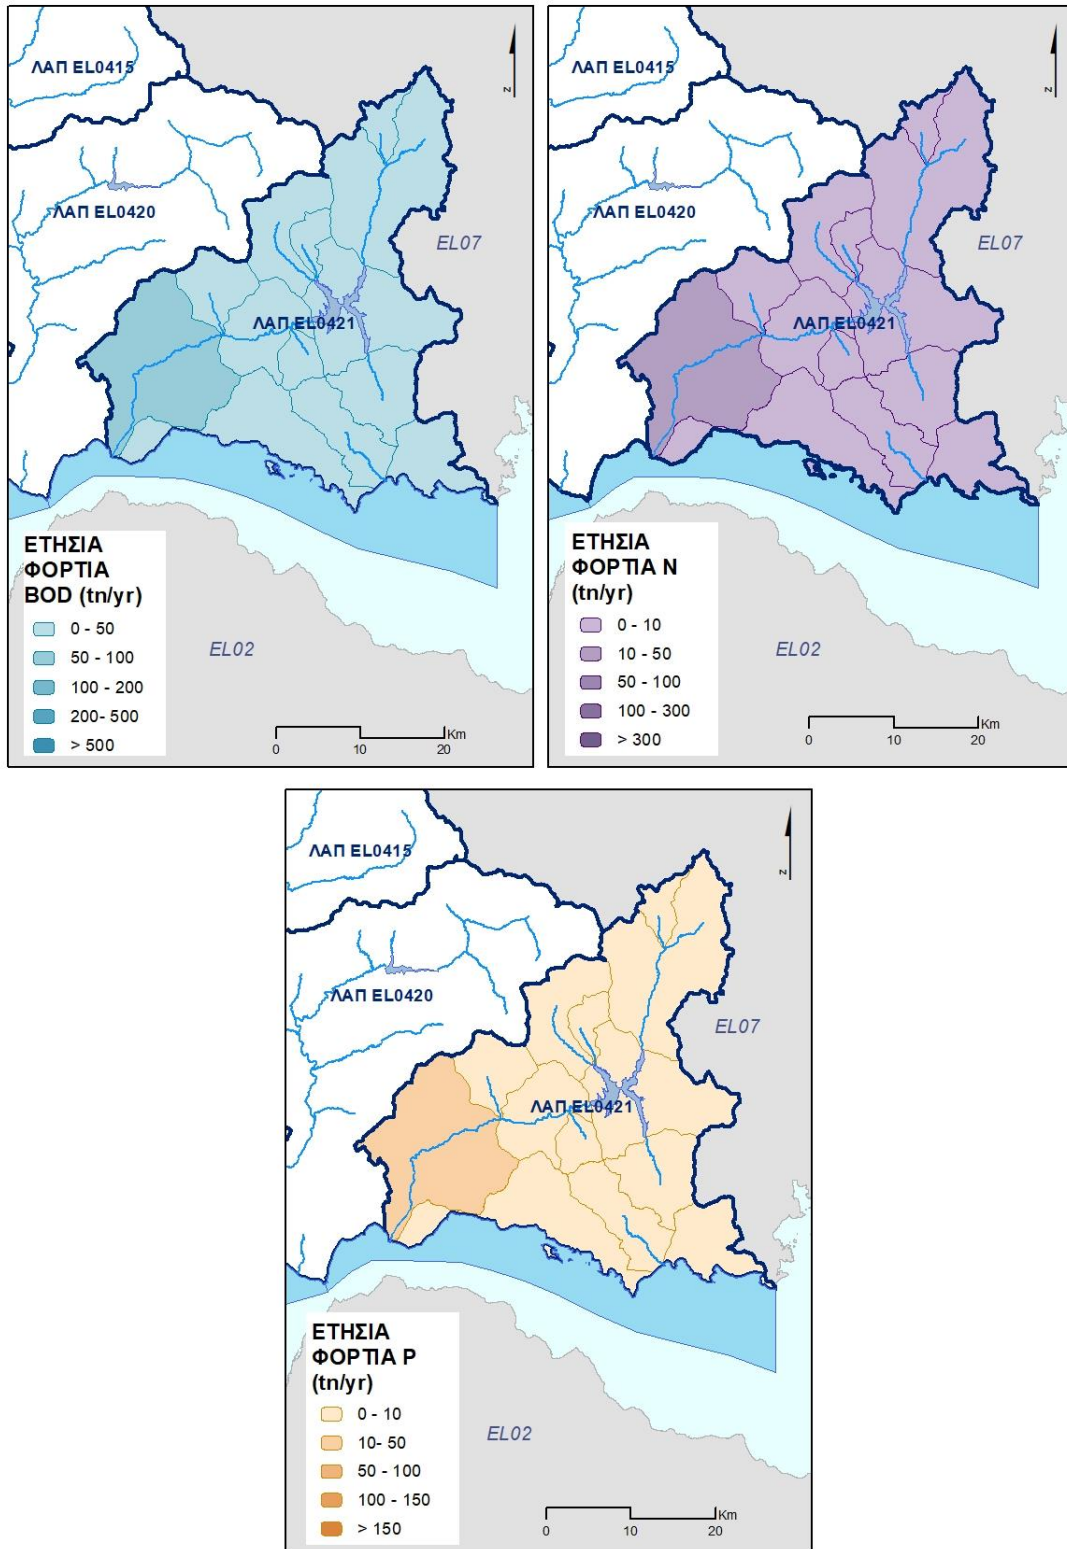 ΛΑΠ EL0415
ΛΑΠ EL0420
EL07
ΛΑΠ EL0421
EL02
ΕΤΗΣΙΑ
ΦΟΡΤΙΑ
BOD (tn/yr)
0 - 50
50 - 100
100 - 200
200- 500
> 500
Km
0 10 20
N
ΛΑΠ EL0415
ΛΑΠ EL0420
EL07
ΛΑΠ EL0421
EL02
ΕΤΗΣΙΑ
ΦΟΡΤΙΑ N
(tn/yr)
0 - 10
10 - 50
50 - 100
100 - 300
> 300
Km
0 10 20
N
ΛΑΠ EL0415
ΛΑΠ EL0420
EL07
ΛΑΠ EL0421
EL02
ΕΤΗΣΙΑ
ΦΟΡΤΙΑ P
(tn/yr)
0 - 10
10- 50
50 - 100
100 - 150
> 150
Km
0 10 20
N